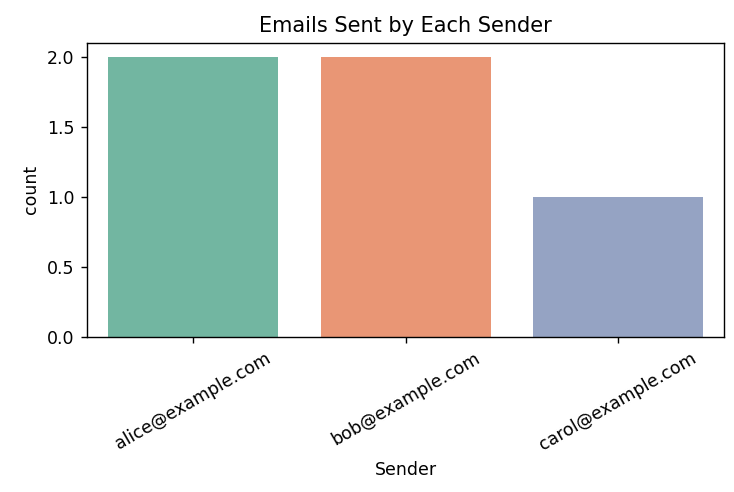 Emails Sent by Each Sender
count
2.0
1.5
1.0
0.5
0.0
alice@example.com
bob@example.com
carol@example.com
Sender